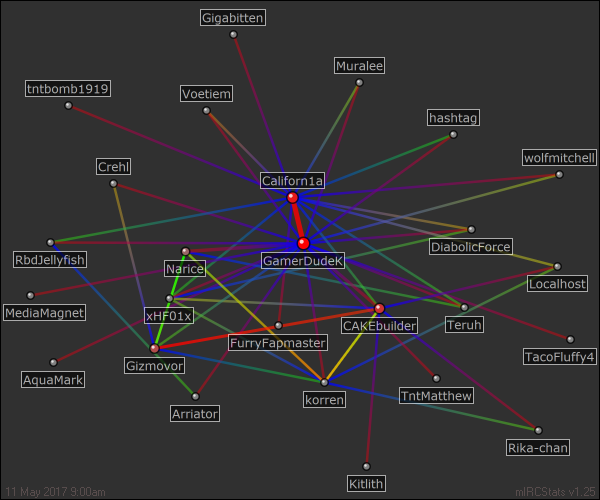 Gigabitten
Muralee
tntbomb1919
Voetiem
hashtag
wolfmitchell
Crehl
Californ1a
DiabolicForce
RbdJellyfish
Narice
GamerDudeK
Localhost
MediaMagnet
xHF01x
CAKEbuilder
Teruh
FurryFapmaster
TacoFluffy4
Gizmovor
AquaMark
Arriator
korren
TntMatthew
Rika-chan
Kitlith
11 May 2017 9:00am
mIRCStats v1.25